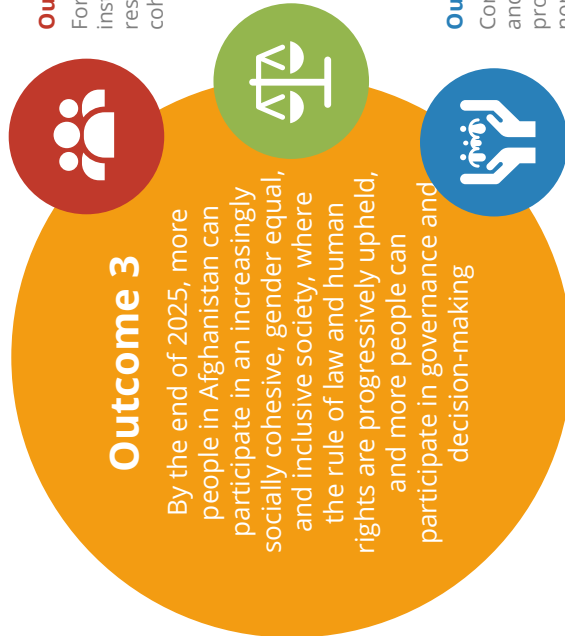 Outcome 3
By the end of 2025, more
people in Afghanistan can
participate in an increasingly
socially cohesive, gender equal,
and inclusive society, where
the rule of law and human
rights are progressively upheld,
and more people can
participate in governance and
decision-making